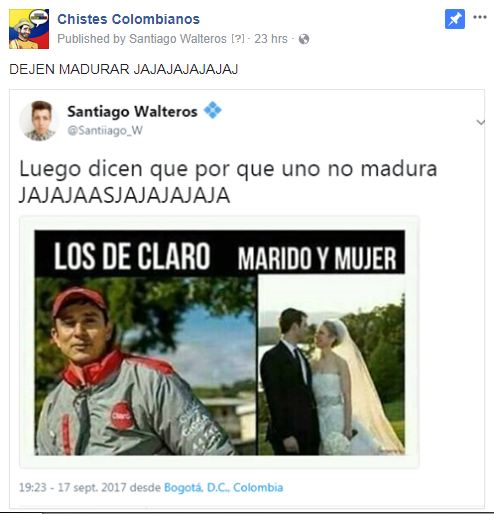 Chistes Colombianos
Published by Santiago Walteros [?] · 23 hrs ·
DEJEN MADURAR JAJAJAJAJAJAJ
Santiago Walteros
@Santiiago_W
Luego dicen que por que uno no madura
JAJAJAASJAJAJAJAJA
LOS DE CLARO MARIDO Y MUJER
Claro
19:23 - 17 sept. 2017 desde Bogotá, D.C., Colombia